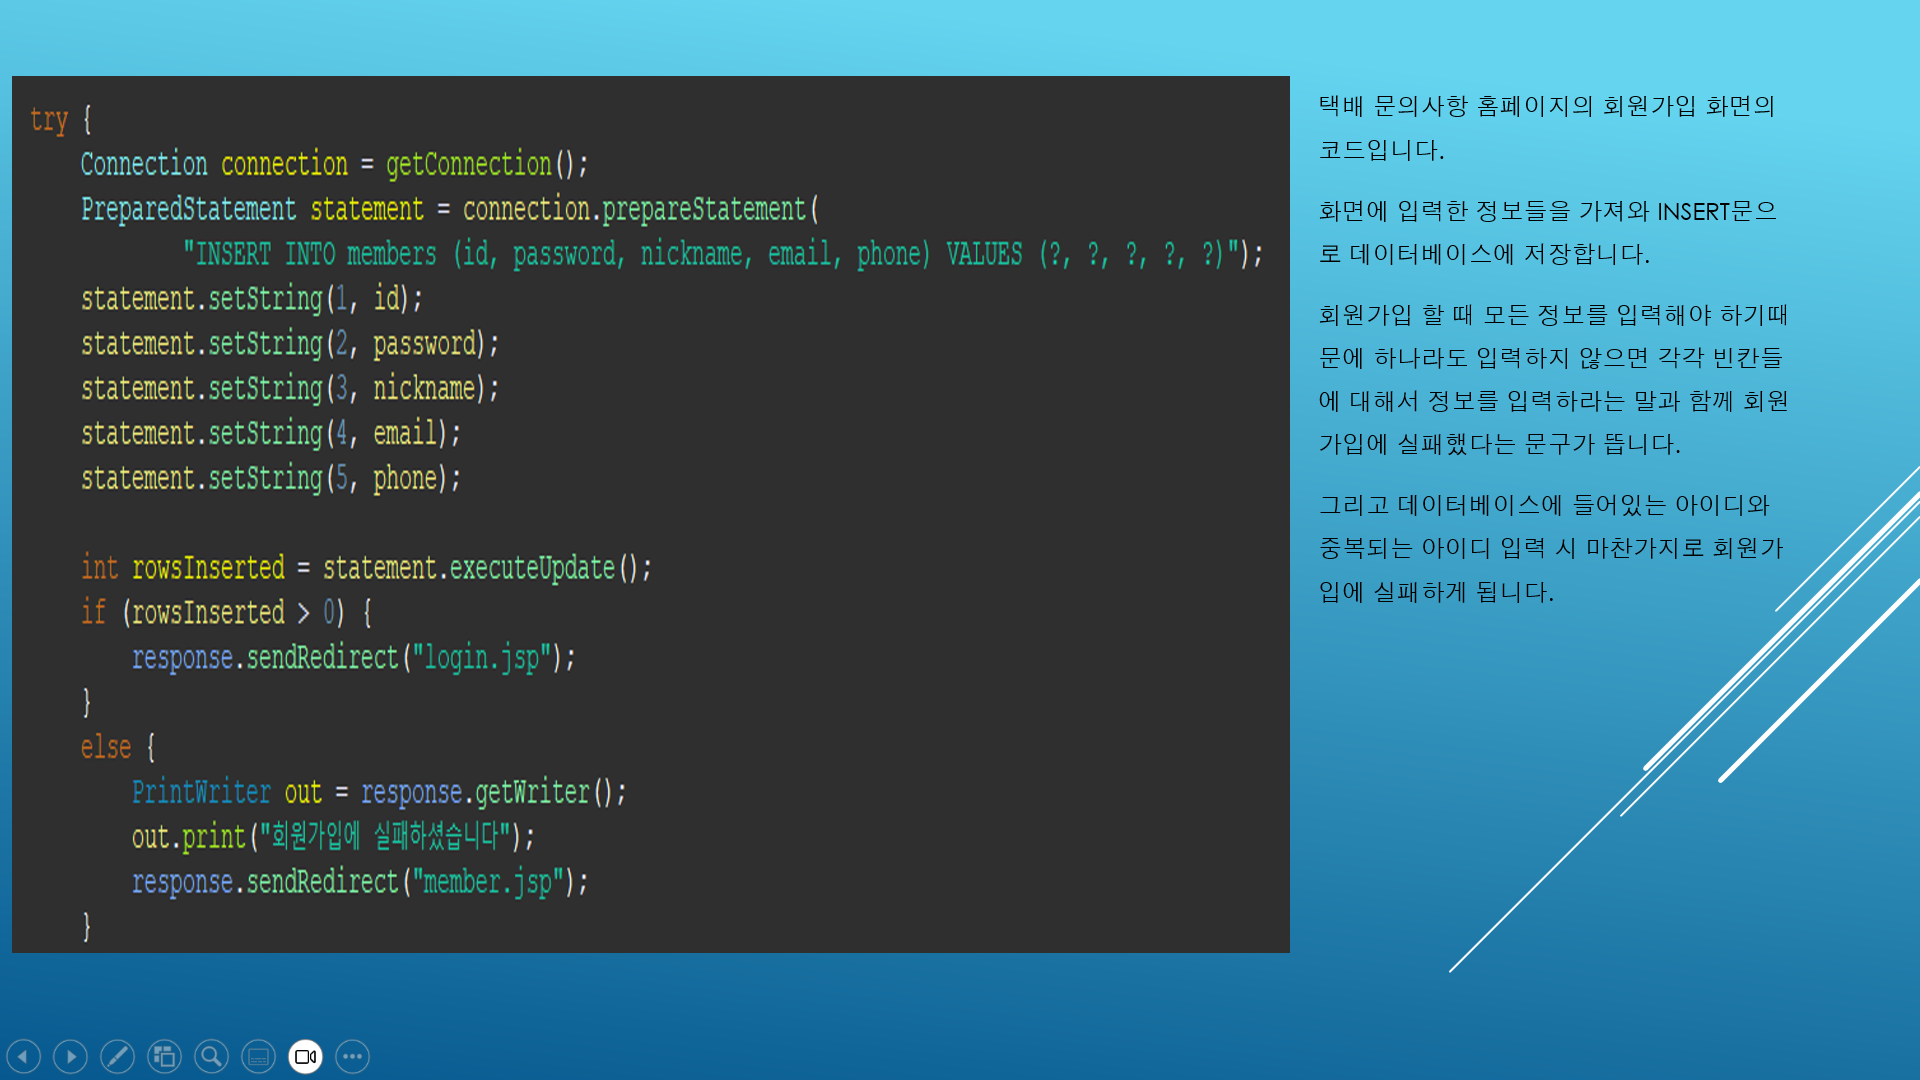 try {
Connection connection = getConnection();
PreparedStatement statement = connection.prepareStatement(
"INSERT INTO members (id, password, nickname, email, phone) VALUES (?, ?, ?, ?, ?)");
statement.setString(1, id);
statement.setString(2, password);
statement.setString(3, nickname);
statement.setString(4, email);
statement.setString(5, phone);
int rowsInserted = statement.executeUpdate();
if (rowsInserted > 0) {
response.sendRedirect("login.jsp");
}
else {
PrintWriter out = response.getWriter();
out.print("회원가입에 실패하셨습니다");
response.sendRedirect("member.jsp");
}
택배 문의사항 홈페이지의 회원가입 화면의
코드입니다.
화면에 입력한 정보들을 가져와 INSERT문으
로 데이터베이스에 저장합니다.
회원가입 할 때 모든 정보를 입력해야 하기때
문에 하나라도 입력하지 않으면 각각 빈칸들
에 대해서 정보를 입력하라는 말과 함께 회원
가입에 실패했다는 문구가 뜹니다.
그리고 데이터베이스에 들어있는 아이디와
중복되는 아이디 입력 시 마찬가지로 회원가
입에 실패하게 됩니다.